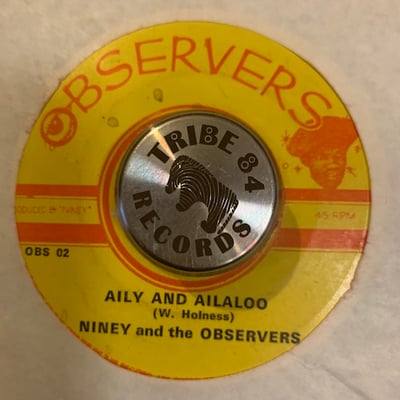 OBSERVERS
TRIBE 84
RECORDS
PRODUCED By "NINEY"
45 RPM
OBS 02
AILY AND AILALOO
(W. Holness)
NINEY and the OBSERVERS